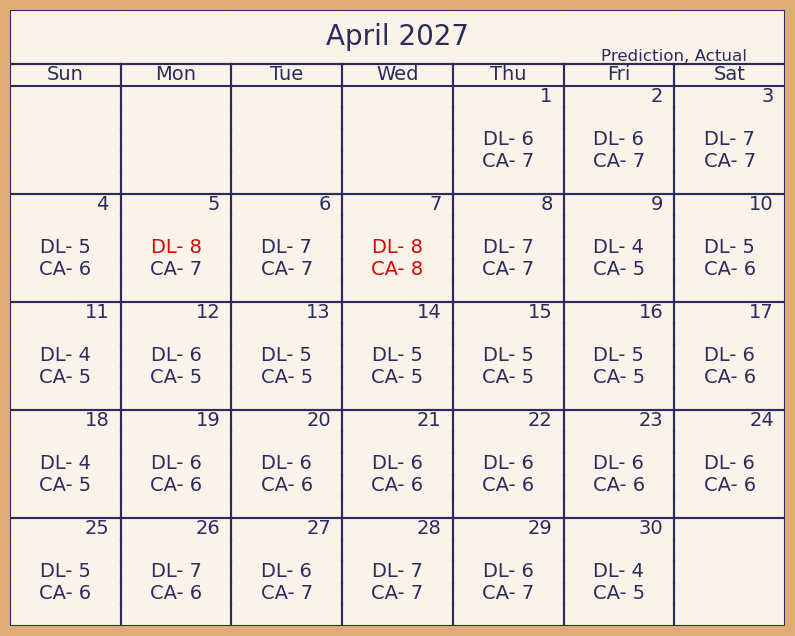 April 2027
Prediction, Actual
Sun Mon Tue Wed Thu Fri Sat
1 2 3
DL- 6 DL- 6 DL- 7
CA- 7 CA- 7 CA- 7
4 5 6 7 8 9 10
DL- 5 DL- 8 DL- 7 DL- 8 DL- 7 DL- 4 DL- 5
CA- 6 CA- 7 CA- 7 CA- 8 CA- 7 CA- 5 CA- 6
11 12 13 14 15 16 17
DL- 4 DL- 6 DL- 5 DL- 5 DL- 5 DL- 5 DL- 6
CA- 5 CA- 5 CA- 5 CA- 5 CA- 5 CA- 5 CA- 6
18 19 20 21 22 23 24
DL- 4 DL- 6 DL- 6 DL- 6 DL- 6 DL- 6 DL- 6
CA- 5 CA- 6 CA- 6 CA- 6 CA- 6 CA- 6 CA- 6
25 26 27 28 29 30
DL- 5 DL- 7 DL- 6 DL- 7 DL- 6 DL- 4
CA- 6 CA- 6 CA- 7 CA- 7 CA- 7 CA- 5